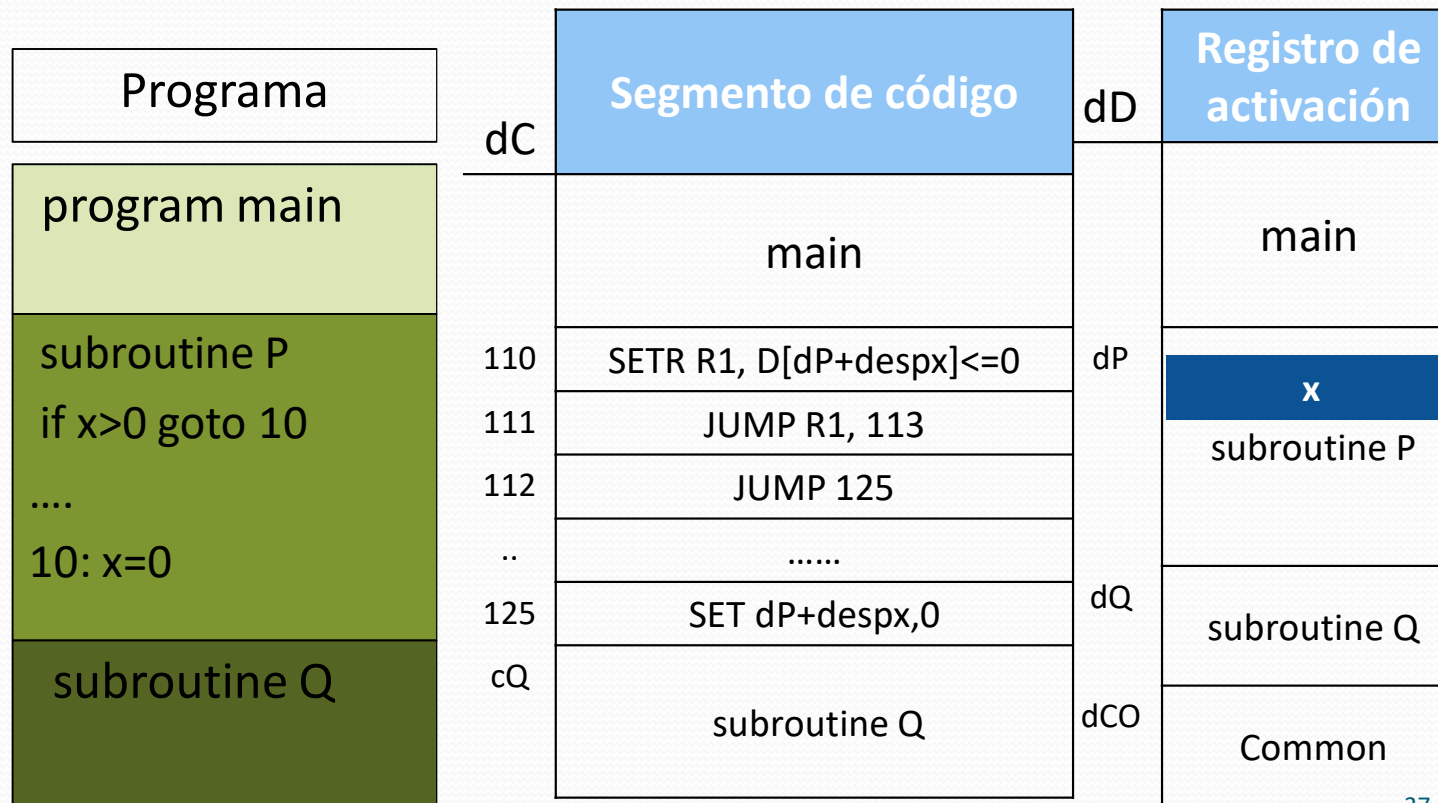 Programa
program main
subroutine P
if x>0 goto 10
….
10: x=0
subroutine Q
dC
Segmento de código
main
110
SETR R1, D[dP+despx]<=0
111
JUMP R1, 113
112
JUMP 125
..
……
125
SET dP+despx,0
cQ
subroutine Q
dD
Registro de
activación
main
dP
x
subroutine P
dQ
subroutine Q
dCO
Common